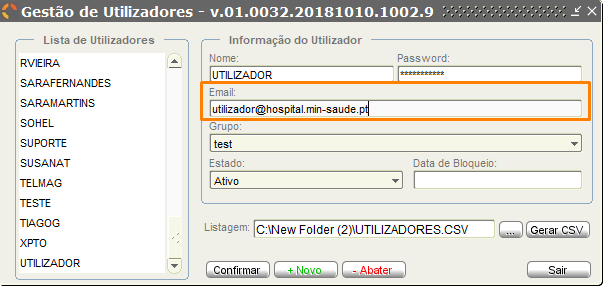 Gestão de Utilizadores - v.01.0032.20181010.1002.9
Lista de Utilizadores
RVIEIRA
SARAFERNANDES
SARAMARTINS
SOHEL
SUPORTE
SUSANAT
TELMAG
TESTE
TIAGOG
XPTO
UTILIZADOR
Informação do Utilizador
Nome:
Password:
UTILIZADOR
***********
Email:
utilizador@hospital.min-saude.pt
Grupo:
test
Estado:
Data de Bloqueio:
Ativo
Listagem:
C:\New Folder (2)\UTILIZADORES.CSV
...
Gerar CSV
Confirmar
+ Novo
- Abater
Sair